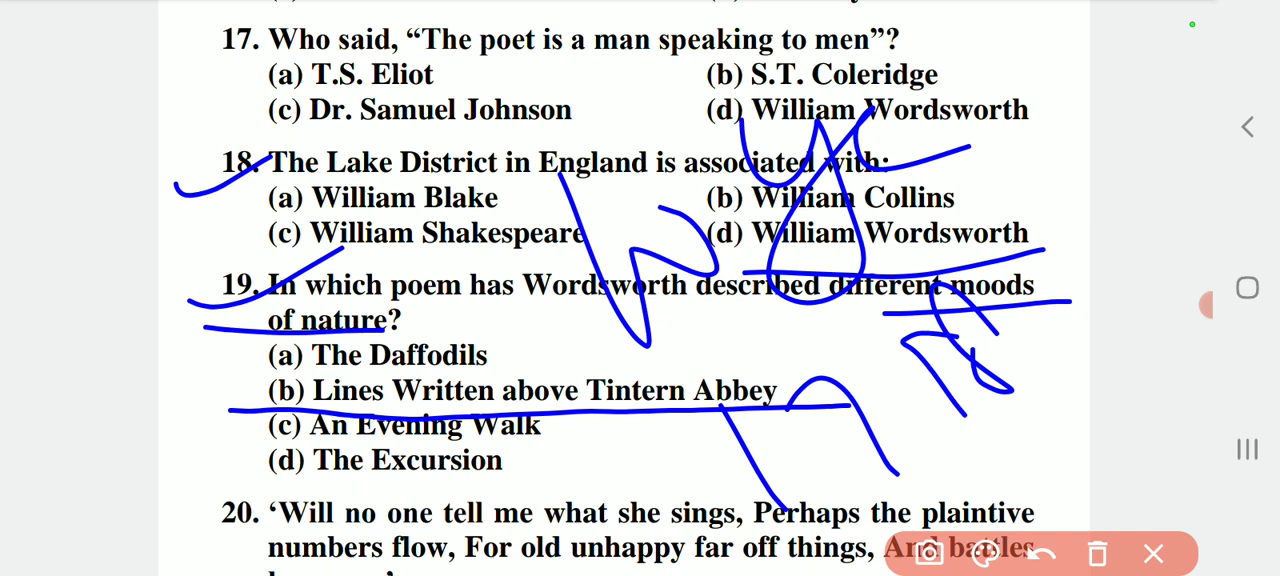 17. Who said, “The poet is a man speaking to men”?
(a) T.S. Eliot (b) S.T. Coleridge
(c) Dr. Samuel Johnson (d) William Wordsworth
18. The Lake District in England is associated with:
(a) William Blake (b) William Collins
(c) William Shakespeare (d) William Wordsworth
19. In which poem has Wordsworth described different moods
of nature?
(a) The Daffodils
(b) Lines Written above Tintern Abbey
(c) An Evening Walk
(d) The Excursion
20. ‘Will no one tell me what she sings, Perhaps the plaintive
numbers flow, For old unhappy far off things, And battles